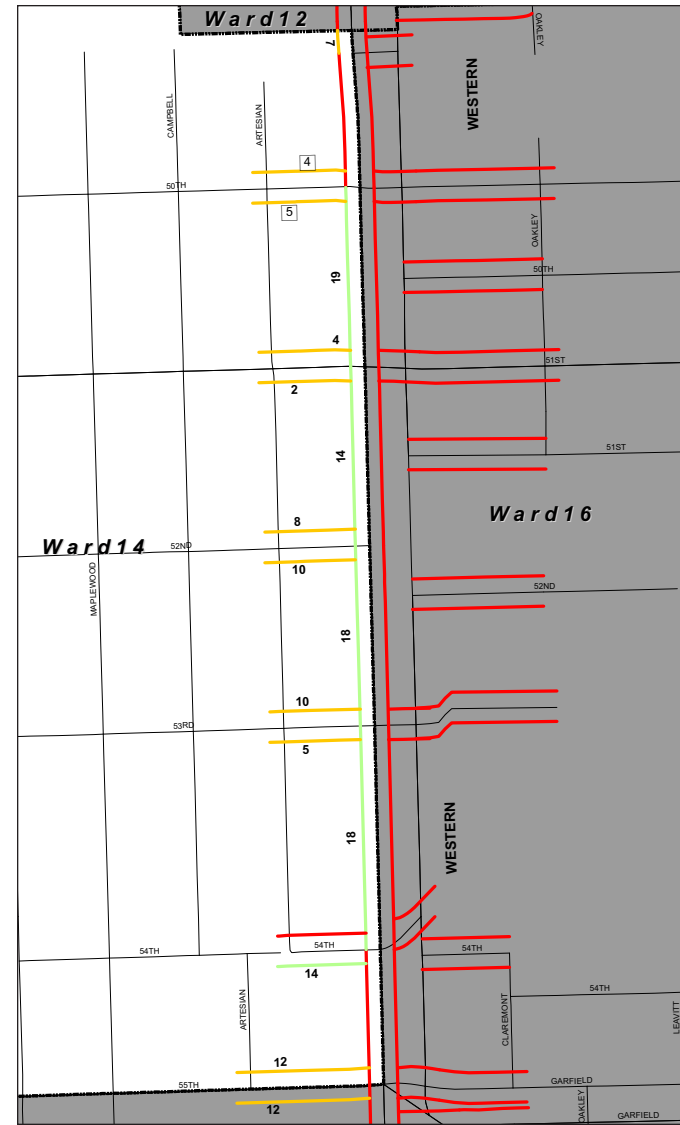 Ward12
7
OAKLEY
WESTERN
CAMPBELL
ARTESIAN
4
50TH
5
OAKLEY
19
50TH
4
51ST
2
14
51ST
Ward16
8
52ND
Ward14
10
52ND
MAPLEWOOD
18
10
53RD
5
18
WESTERN
54TH
54TH
54TH
14
54TH
ARTESIAN
CLAREMONT
LEAVITT
12
55TH
GARFIELD
12
OAKLEY
GARFIELD